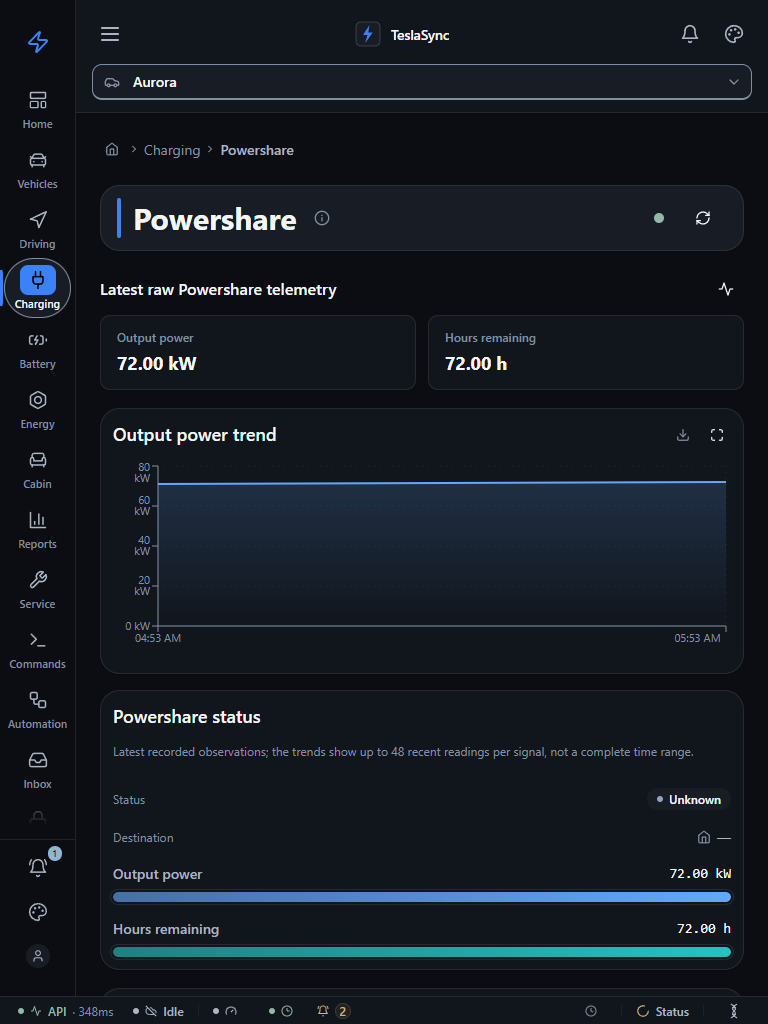 TeslaSync
Aurora
Home
Vehicles
Driving
Charging
Battery
Energy
Cabin
Reports
Service
Commands
Automation
Inbox
1
Charging
Powershare
Powershare
Latest raw Powershare telemetry
Output power
72.00 kW
Hours remaining
72.00 h
Output power trend
80
kW
60
kW
40
kW
20
kW
0 kW
04:53 AM
05:53 AM
Powershare status
Latest recorded observations; the trends show up to 48 recent readings per signal, not a complete time range.
Status
Unknown
Destination
—
Output power
72.00 kW
Hours remaining
72.00 h
API · 348ms
Idle
2
Status